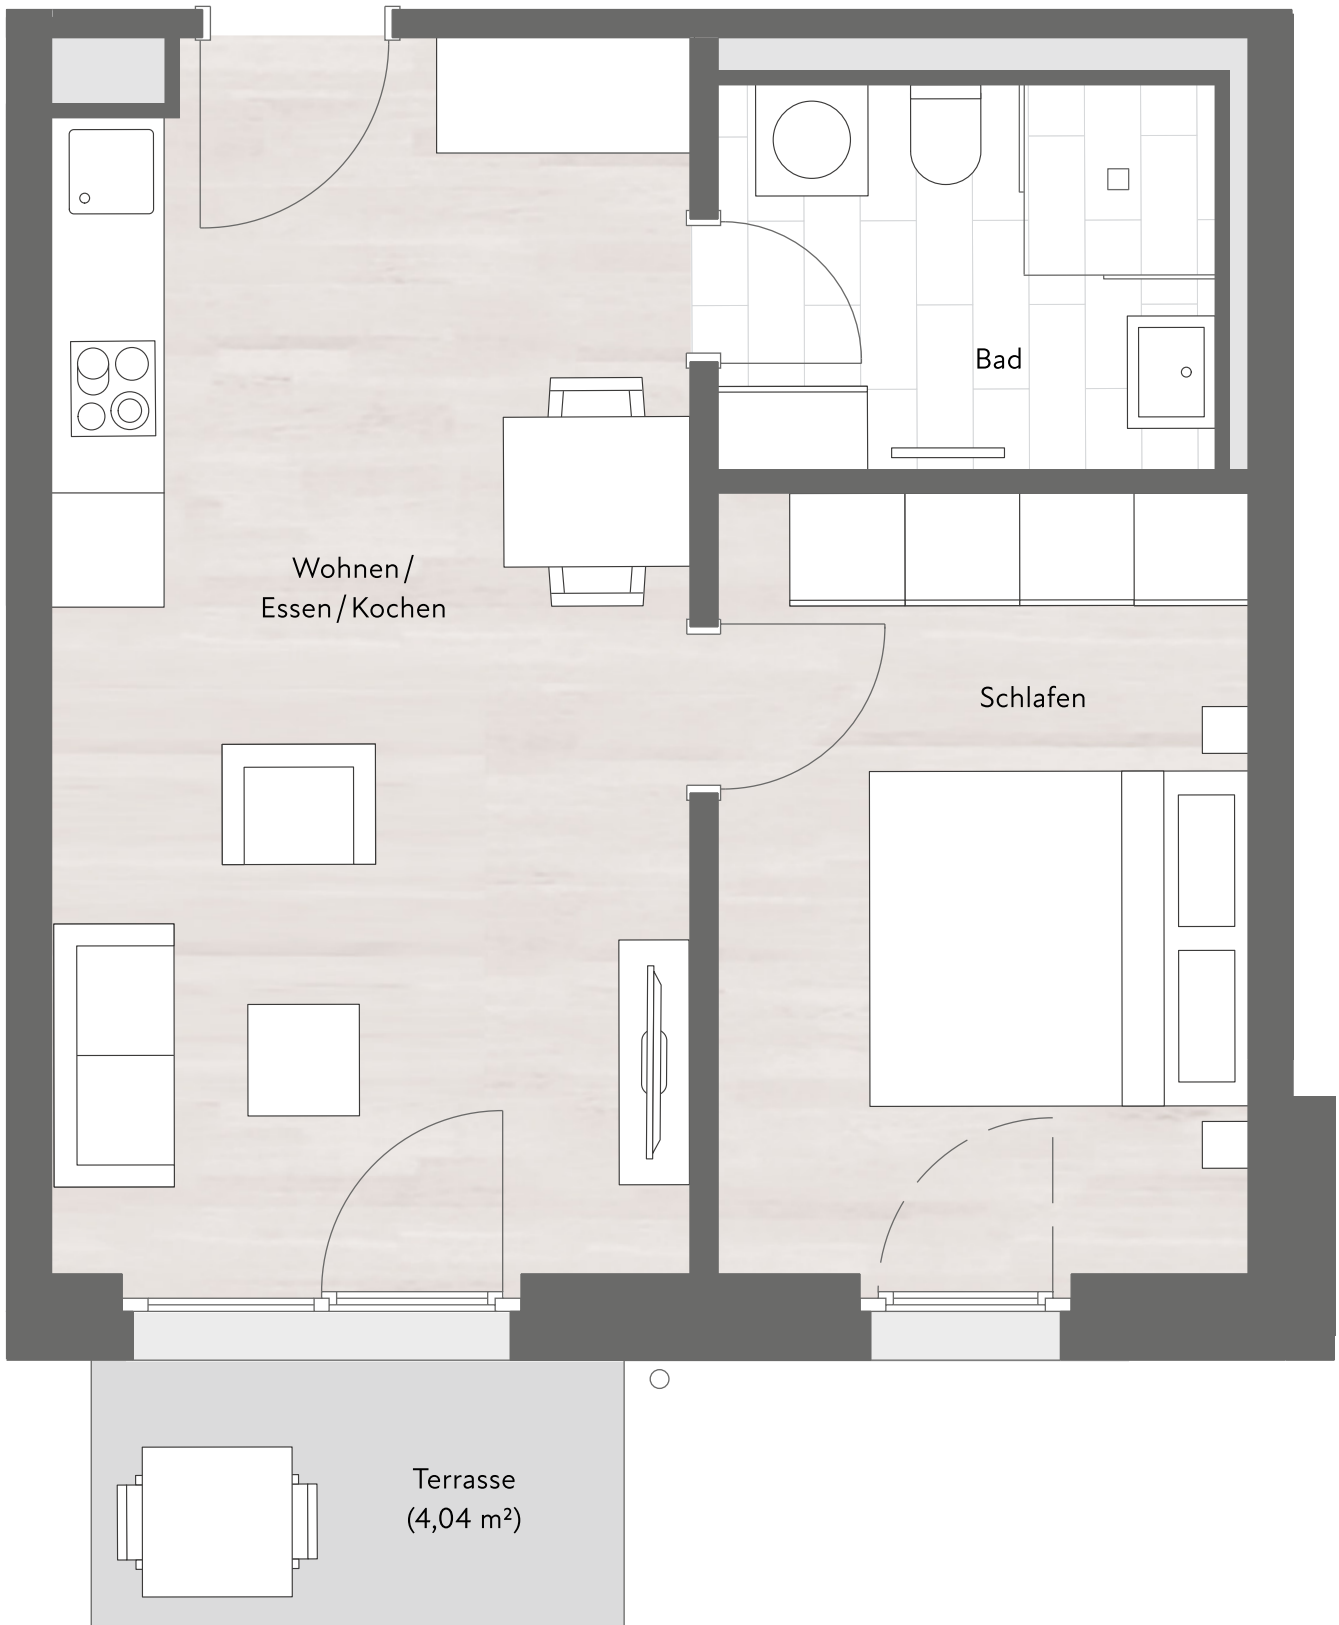 Bad
Wohnen/
Essen/Kochen
Schlafen
Terrasse
(4,04 m²)